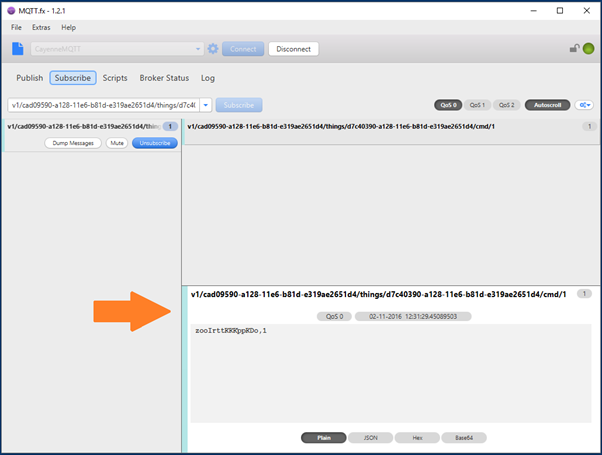 MQTT.fx - 1.2.1
File Extras Help
CayenneMQTT Connect Disconnect
Publish Subscribe Scripts Broker Status Log
v1/cad09590-a128-11e6-b81d-e319ae2651d4/things/d7c4( Subscribe QoS 0 QoS 1 QoS 2 Autoscroll
v1/cad09590-a128-11e6-b81d-e319ae2651d4/thin 1
Dump Messages Mute Unsubscribe
v1/cad09590-a128-11e6-b81d-e319ae2651d4/things/d7c40390-a128-11e6-b81d-e319ae2651d4/cmd/1 1
v1/cad09590-a128-11e6-b81d-e319ae2651d4/things/d7c40390-a128-11e6-b81d-e319ae2651d4/cmd/1 1
QoS 0 02-11-2016 12:31:29.45089503
zooIrttKKKppKDo,1
Plain JSON Hex Base64